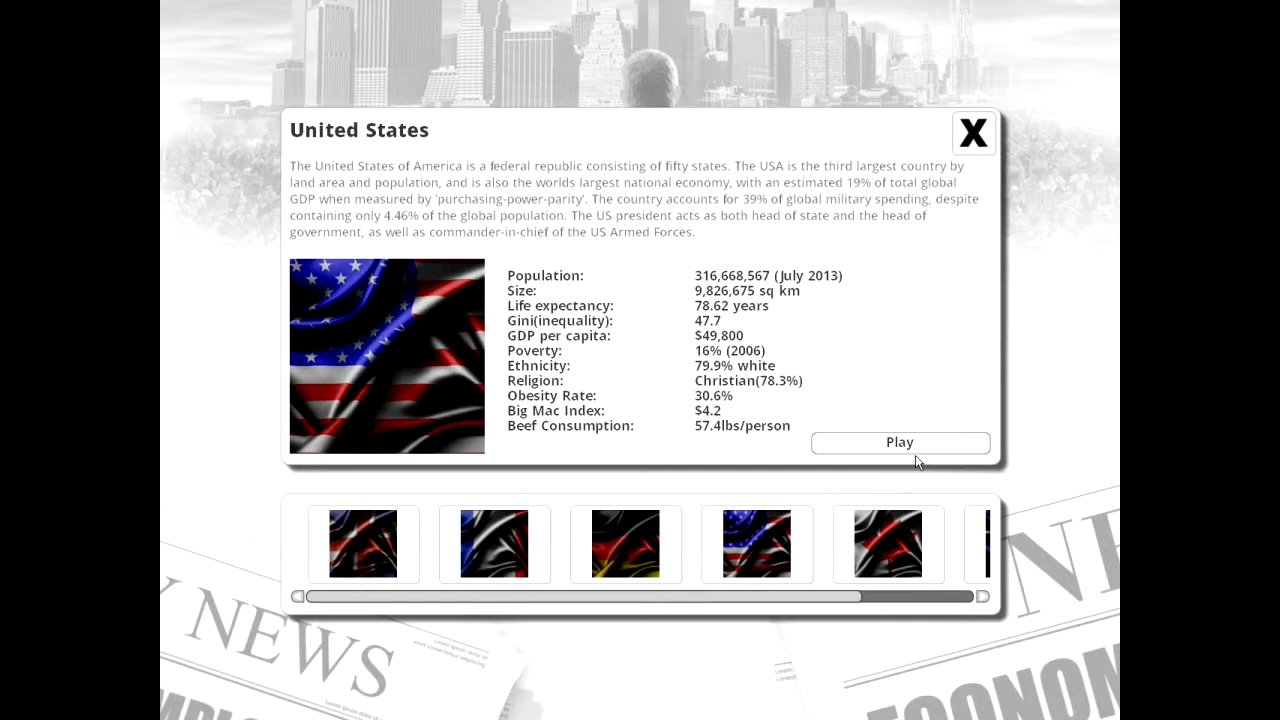 United States
X
The United States of America is a federal republic consisting of fifty states. The USA is the third largest country by
land area and population, and is also the worlds largest national economy, with an estimated 19% of total global
GDP when measured by 'purchasing-power-parity'. The country accounts for 39% of global military spending, despite
containing only 4.46% of the global population. The US president acts as both head of state and the head of
government, as well as commander-in-chief of the US Armed Forces.
Population: 316,668,567 (July 2013)
Size: 9,826,675 sq km
Life expectancy: 78.62 years
Gini(inequality): 47.7
GDP per capita: $49,800
Poverty: 16% (2006)
Ethnicity: 79.9% white
Religion: Christian(78.3%)
Obesity Rate: 30.6%
Big Mac Index: $4.2
Beef Consumption: 57.4lbs/person
Play
NEWS
NE
ECONOM